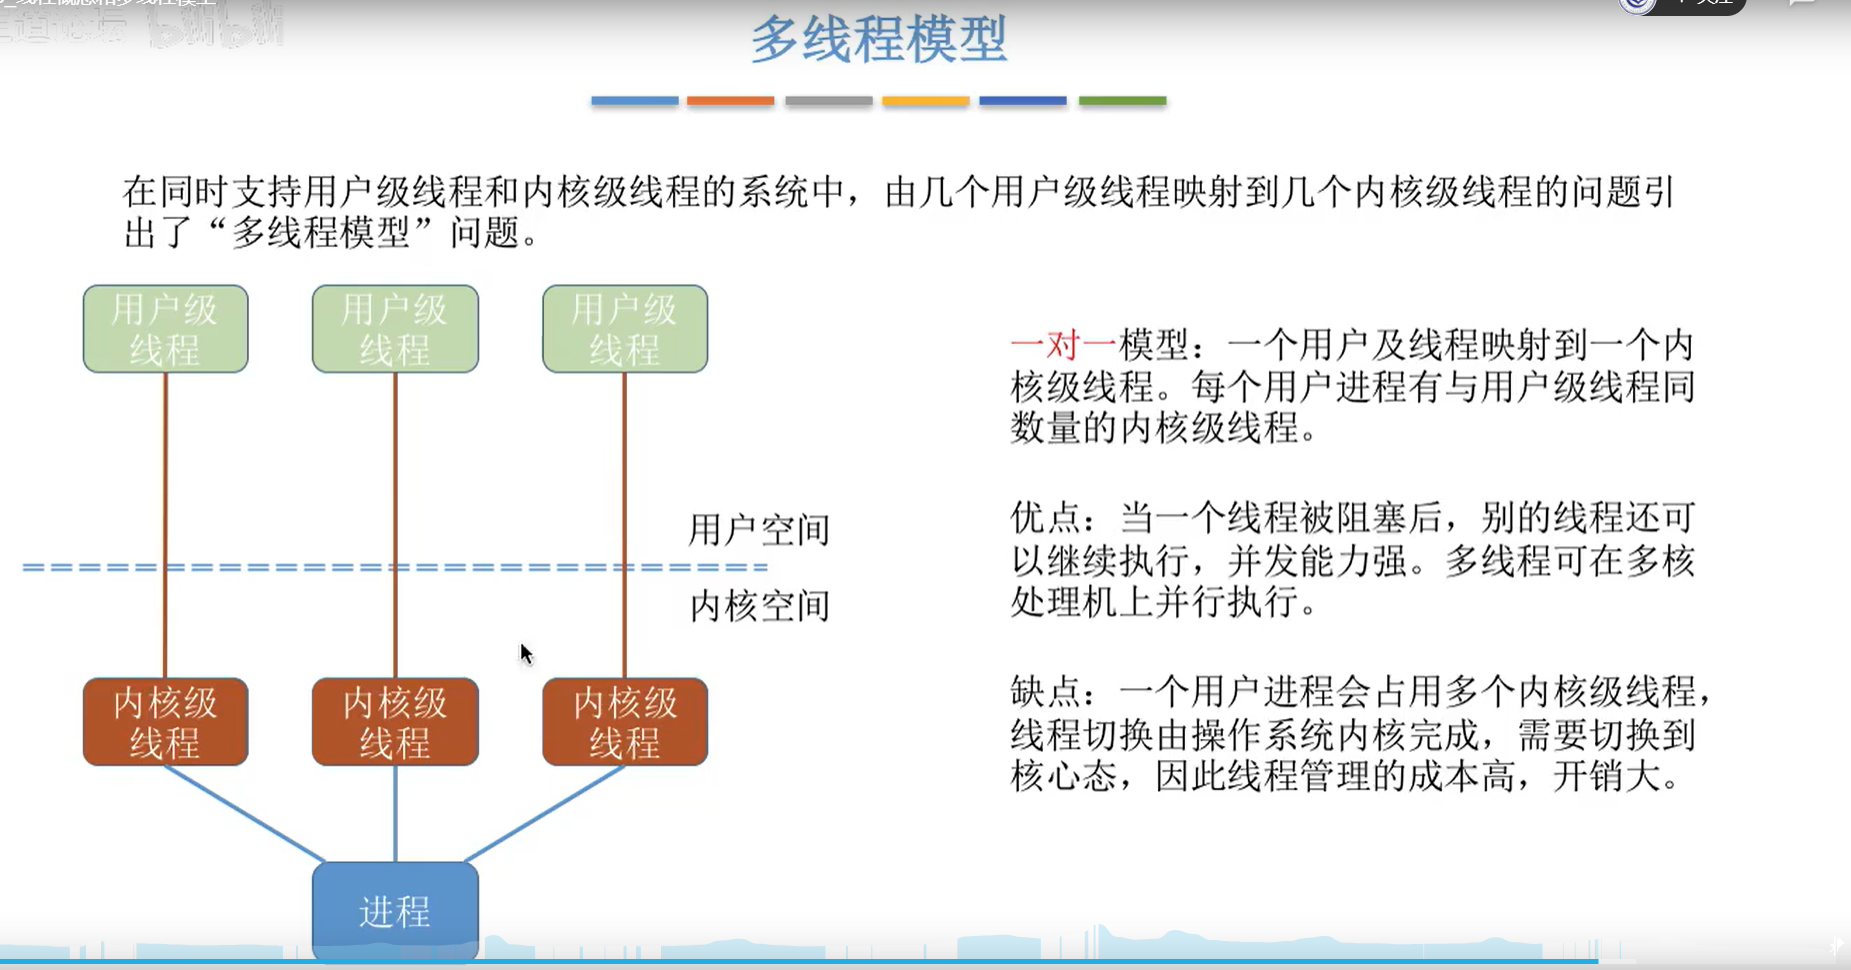 多线程模型
在同时支持用户级线程和内核级线程的系统中，由几个用户级线程映射到几个内核级线程的问题引
出了“多线程模型”问题。
用户级
线程
用户级
线程
用户级
线程
用户空间
内核空间
内核级
线程
内核级
线程
内核级
线程
进程
一对一模型：一个用户及线程映射到一个内
核级线程。每个用户进程有与用户级线程同
数量的内核级线程。
优点：当一个线程被阻塞后，别的线程还可
以继续执行，并发能力强。多线程可在多核
处理机上并行执行。
缺点：一个用户进程会占用多个内核级线程，
线程切换由操作系统内核完成，需要切换到
核心态，因此线程管理的成本高，开销大。
bilibili